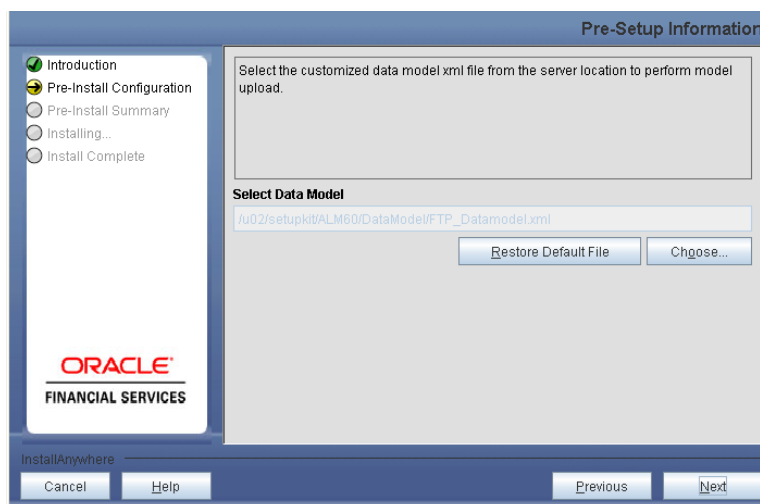 Pre-Setup Information
Introduction
Pre-Install Configuration
Pre-Install Summary
Installing...
Install Complete
Select the customized data model xml file from the server location to perform model
upload.
Select Data Model
/u02/setupkit/ALM60/DataModel/FTP_Datamodel.xml
Restore Default File
Choose...
ORACLE
FINANCIAL SERVICES
InstallAnywhere
Cancel
Help
Previous
Next